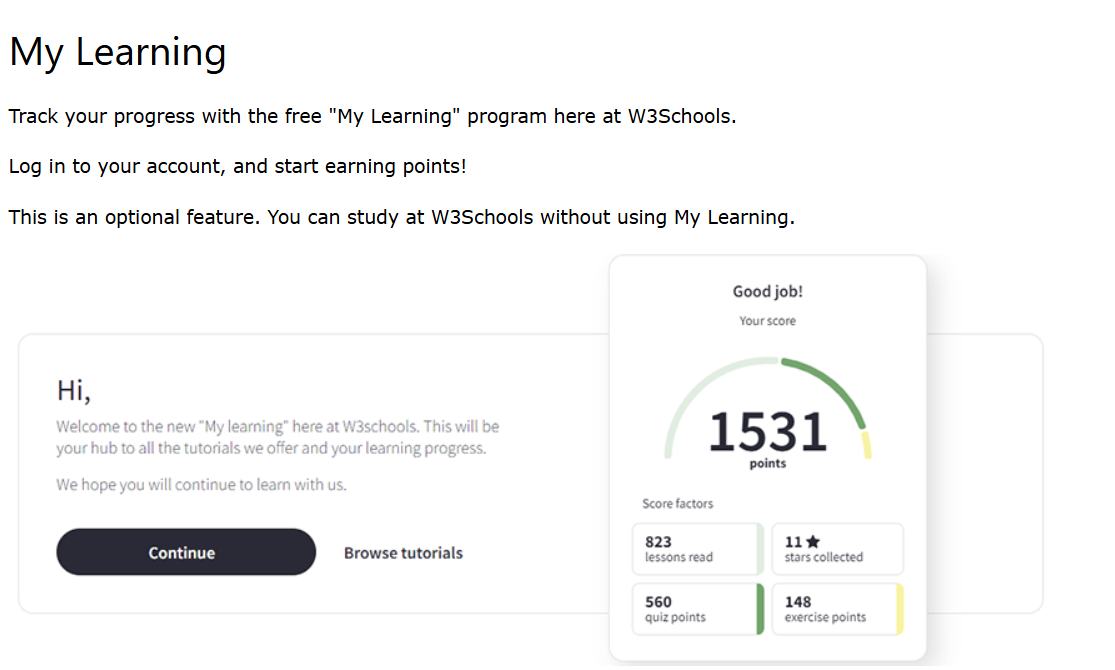 My Learning
Track your progress with the free "My Learning" program here at W3Schools.
Log in to your account, and start earning points!
This is an optional feature. You can study at W3Schools without using My Learning.
Hi,
Welcome to the new "My learning" here at W3schools. This will be
your hub to all the tutorials we offer and your learning progress.
We hope you will continue to learn with us.
Continue
Browse tutorials
Good job!
Your score
1531
points
Score factors
823
lessons read
11 ★
stars collected
560
quiz points
148
exercise points